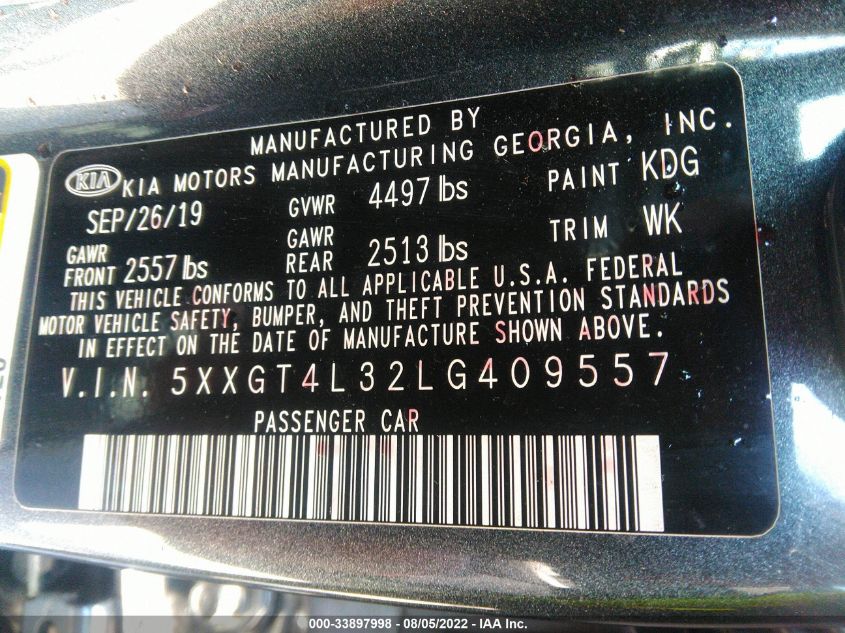 MANUFACTURED BY
KIA KIA MOTORS MANUFACTURING GEORGIA, INC.
SEP/26/19 GVWR 4497 lbs PAINT KDG
GAWR FRONT 2557 lbs GAWR REAR 2513 lbs TRIM WK
THIS VEHICLE CONFORMS TO ALL APPLICABLE U.S.A. FEDERAL
MOTOR VEHICLE SAFETY, BUMPER, AND THEFT PREVENTION STANDARDS
IN EFFECT ON THE DATE OF MANUFACTURE SHOWN ABOVE.
V.I.N. 5XXGT4L32LG409557
PASSENGER CAR
000-33897998 - 08/05/2022 - IAA Inc.